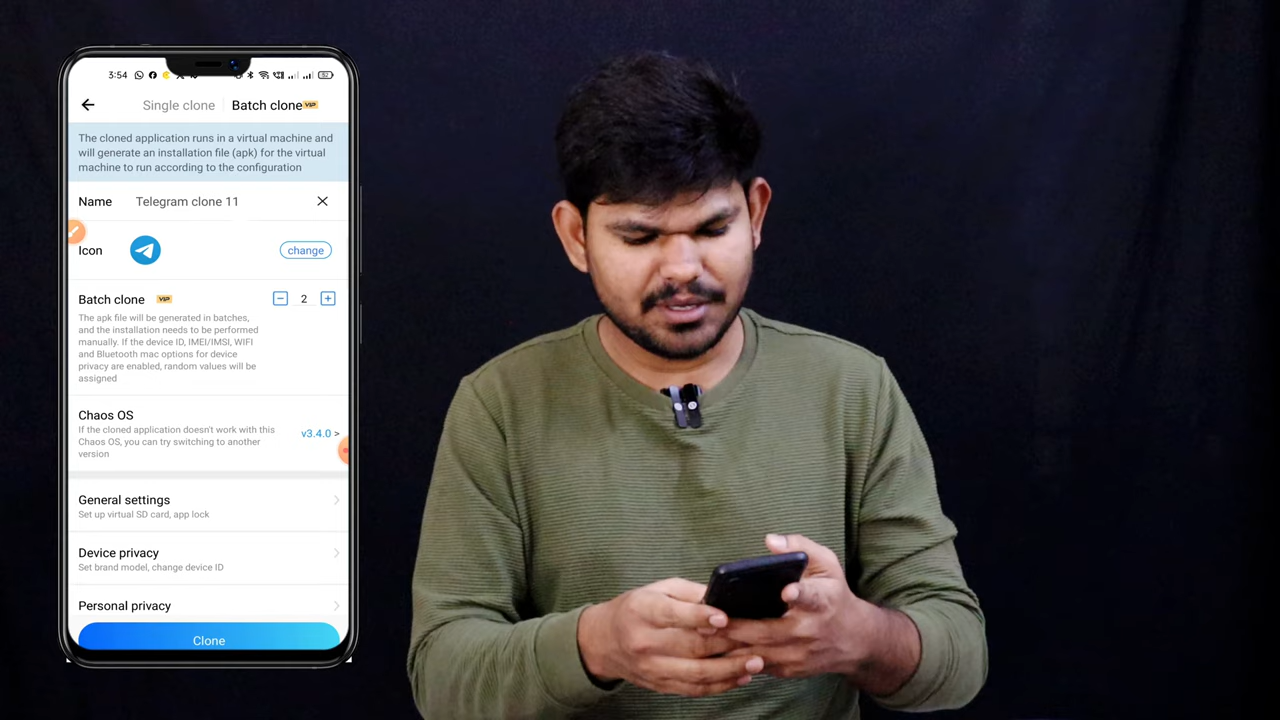 3:54
Single clone
Batch clone VIP
The cloned application runs in a virtual machine and
will generate an installation file (apk) for the virtual
machine to run according to the configuration
Name
Telegram clone 11
Icon
change
Batch clone VIP
2
The apk file will be generated in batches,
and the installation needs to be performed
manually. If the device ID, IMEI/IMSI, WIFI
and Bluetooth mac options for device
privacy are enabled, random values will be
assigned
Chaos OS
If the cloned application doesn't work with this
Chaos OS, you can try switching to another
version
v3.4.0 >
General settings
Set up virtual SD card, app lock
Device privacy
Set brand model, change device ID
Personal privacy
Clone